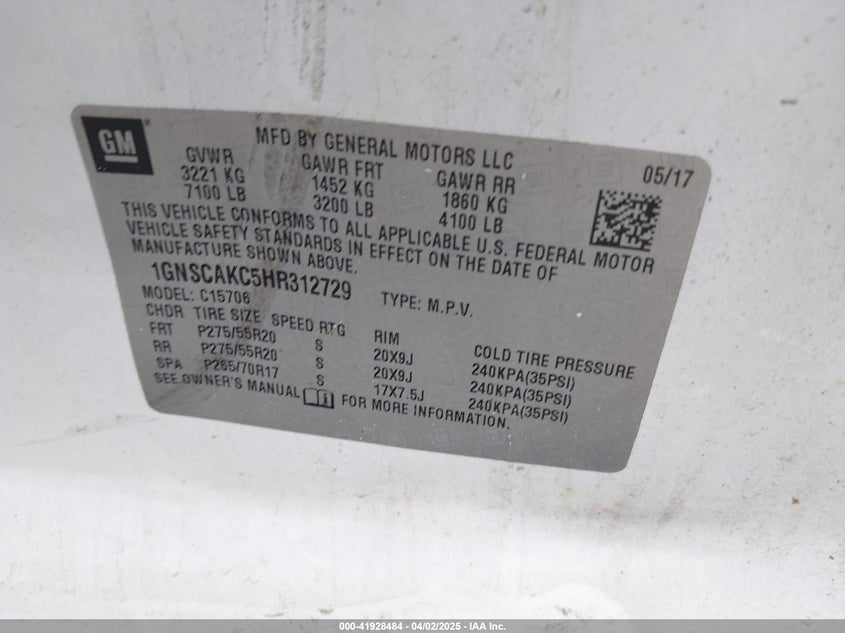 GM®
MFD BY GENERAL MOTORS LLC
05/17
GVWR GAWR FRT GAWR RR
3221 KG 1452 KG 1860 KG
7100 LB 3200 LB 4100 LB
THIS VEHICLE CONFORMS TO ALL APPLICABLE U.S. FEDERAL MOTOR
VEHICLE SAFETY STANDARDS IN EFFECT ON THE DATE OF
MANUFACTURE SHOWN ABOVE.
1GNSCAKC5HR312729 TYPE: M.P.V.
MODEL: C15706
CHDR TIRE SIZE SPEED RTG RIM COLD TIRE PRESSURE
FRT P275/55R20 S 20X9J 240KPA(35PSI)
RR P275/55R20 S 20X9J 240KPA(35PSI)
SPA P265/70R17 S 17X7.5J 240KPA(35PSI)
SEE OWNER'S MANUAL i FOR MORE INFORMATION.
000-41928484 | 04/02/2025 - IAA Inc.